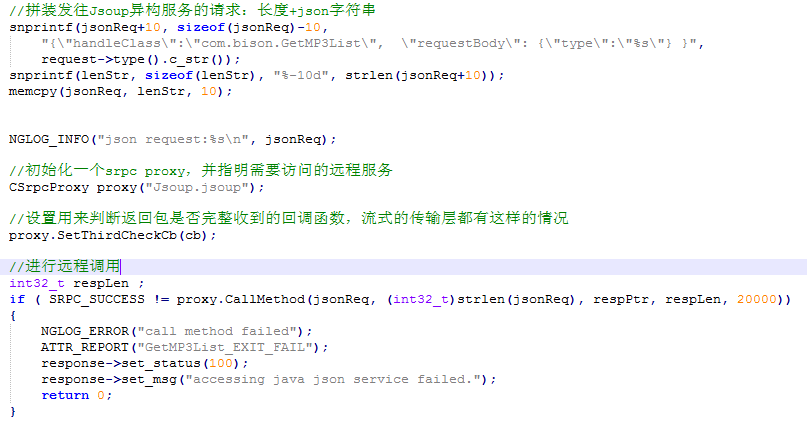 //拼装发往Jsoup异构服务的请求：长度+json字符串
snprintf(jsonReq+10, sizeof(jsonReq)-10,
"{\"handleClass\":\"com.bison.GetMP3List\",  \"requestBody\": {\"type\":\"%s\"} }",
request->type().c_str());
snprintf(lenStr, sizeof(lenStr), "%-10d", strlen(jsonReq+10));
memcpy(jsonReq, lenStr, 10);
NGLOG_INFO("json request:%s\n", jsonReq);
//初始化一个srpc proxy，并指明需要访问的远程服务
CSrpcProxy proxy("Jsoup.jsoup");
//设置用来判断返回包是否完整收到的回调函数，流式的传输层都有这样的情况
proxy.SetThirdCheckCb(cb);
//进行远程调用
int32_t respLen ;
if ( SRPC_SUCCESS != proxy.CallMethod(jsonReq, (int32_t)strlen(jsonReq), respPtr, respLen, 20000))
{
NGLOG_ERROR("call method failed");
ATTR_REPORT("GetMP3List_EXIT_FAIL");
response->set_status(100);
response->set_msg("accessing java json service failed.");
return 0;
}